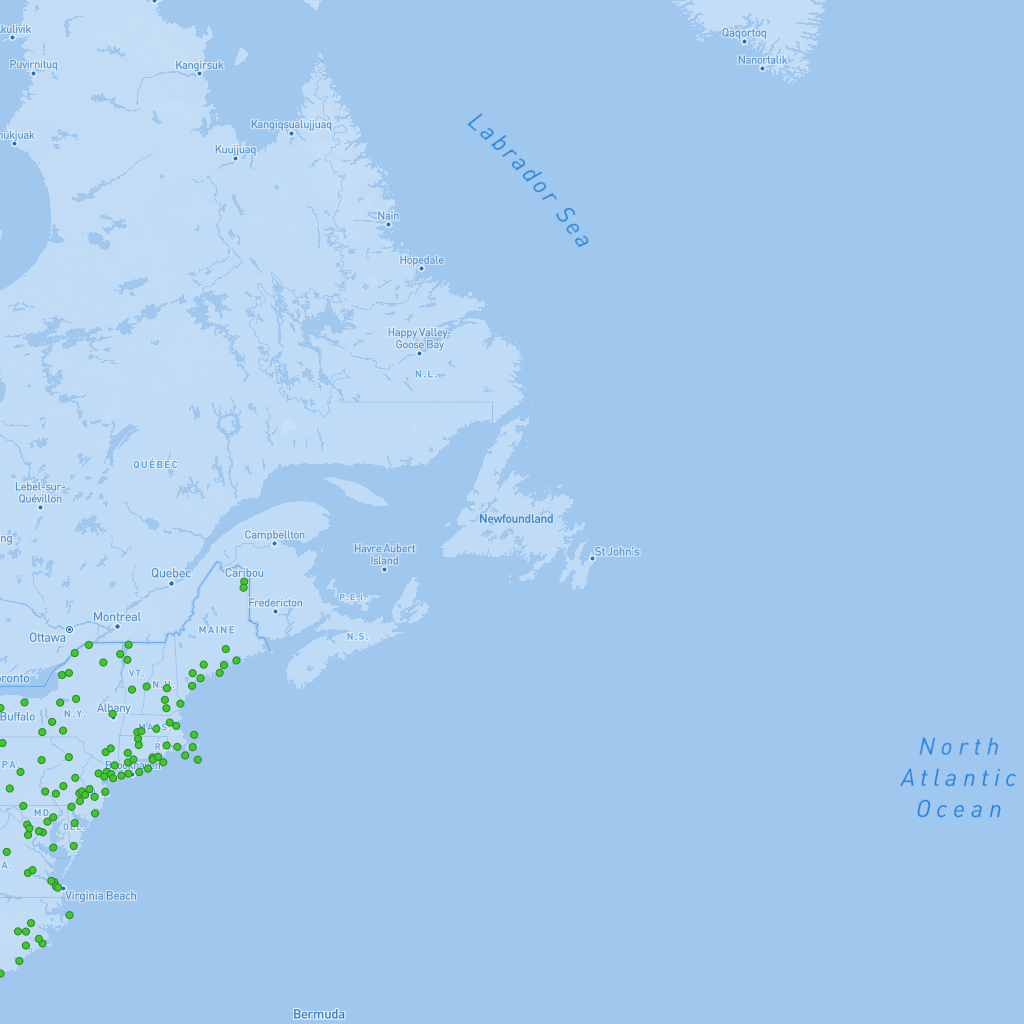 Qaqortoq
Nanortalik
Puvirnituq
Kangirsuk
Kangiqsualujjuaq
Kuujjuaq
Labrador Sea
Nain
Hopedale
Happy Valley-
Goose Bay
N.L.
QUÉBEC
Lebel-sur-
Quévillon
Newfoundland
Campbellton
Havre Aubert
Island
St John's
Quebec
Caribou
P.E.I.
Fredericton
Montreal
MAINE
Ottawa
N.S.
VT.
N.H.
Albany
N.Y.
Buffalo
MASS.
North
Atlantic
Ocean
PA.
Brookhaven
MD.
DEL.
Virginia Beach
Bermuda